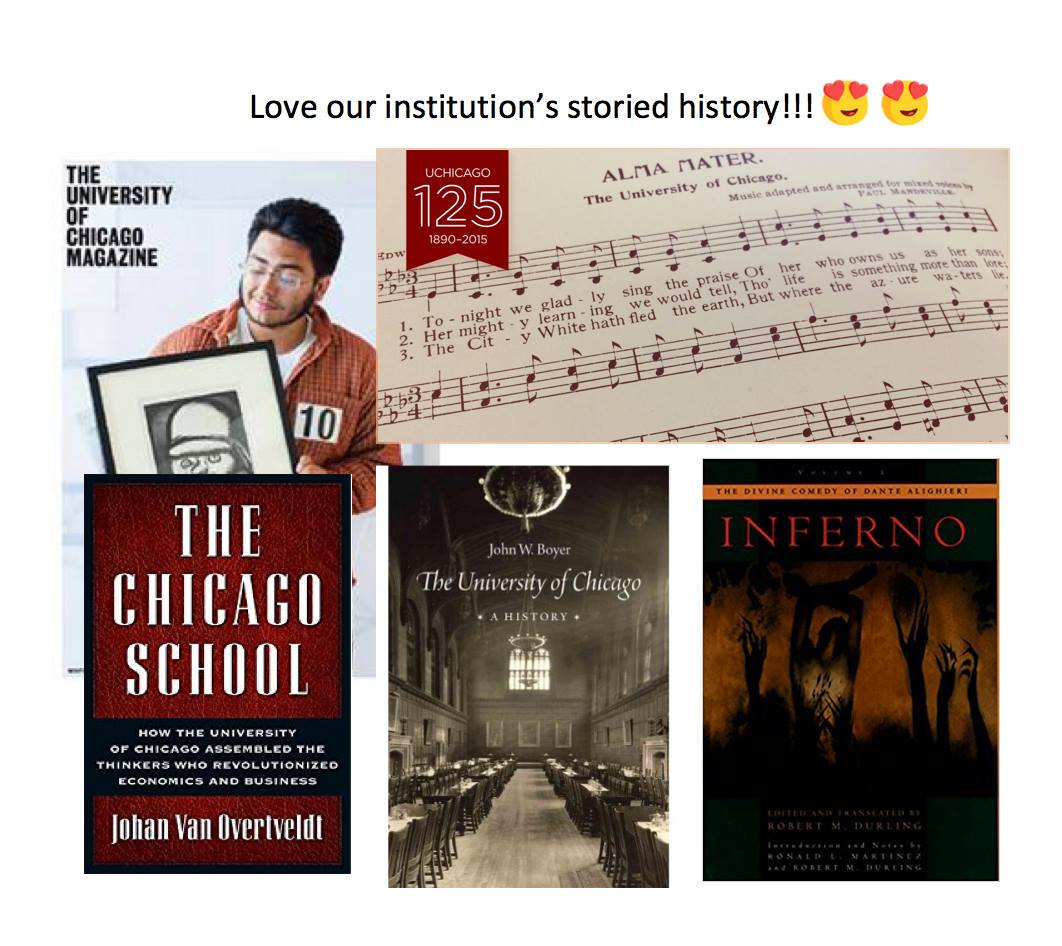 Love our institution’s storied history!!!
THE
UNIVERSITY
OF
CHICAGO
MAGAZINE
10
UCHICAGO
125
1890–2015
ALMA MATER.
The University of Chicago.
Music adapted and arranged for mixed voices by
PAUL MANDEVILLE.
EDW
3
4
1. To - night we glad - ly sing the praise Of her who owns us as her sons;
2. Her might - y learn - ing we would tell, Tho' life is something more than lore;
3. The Cit - y White hath fled the earth, But where the az - ure wa - ters lie.
3
4
THE
CHICAGO
SCHOOL
HOW THE UNIVERSITY
OF CHICAGO ASSEMBLED THE
THINKERS WHO REVOLUTIONIZED
ECONOMICS AND BUSINESS
Johan Van Overtveldt
John W. Boyer
The University of Chicago
A HISTORY
Volume I
THE DIVINE COMEDY OF DANTE ALIGHIERI
INFERNO
EDITED AND TRANSLATED BY
ROBERT M. DURLING
Introduction and Notes by
RONALD L. MARTINEZ
and ROBERT M. DURLING